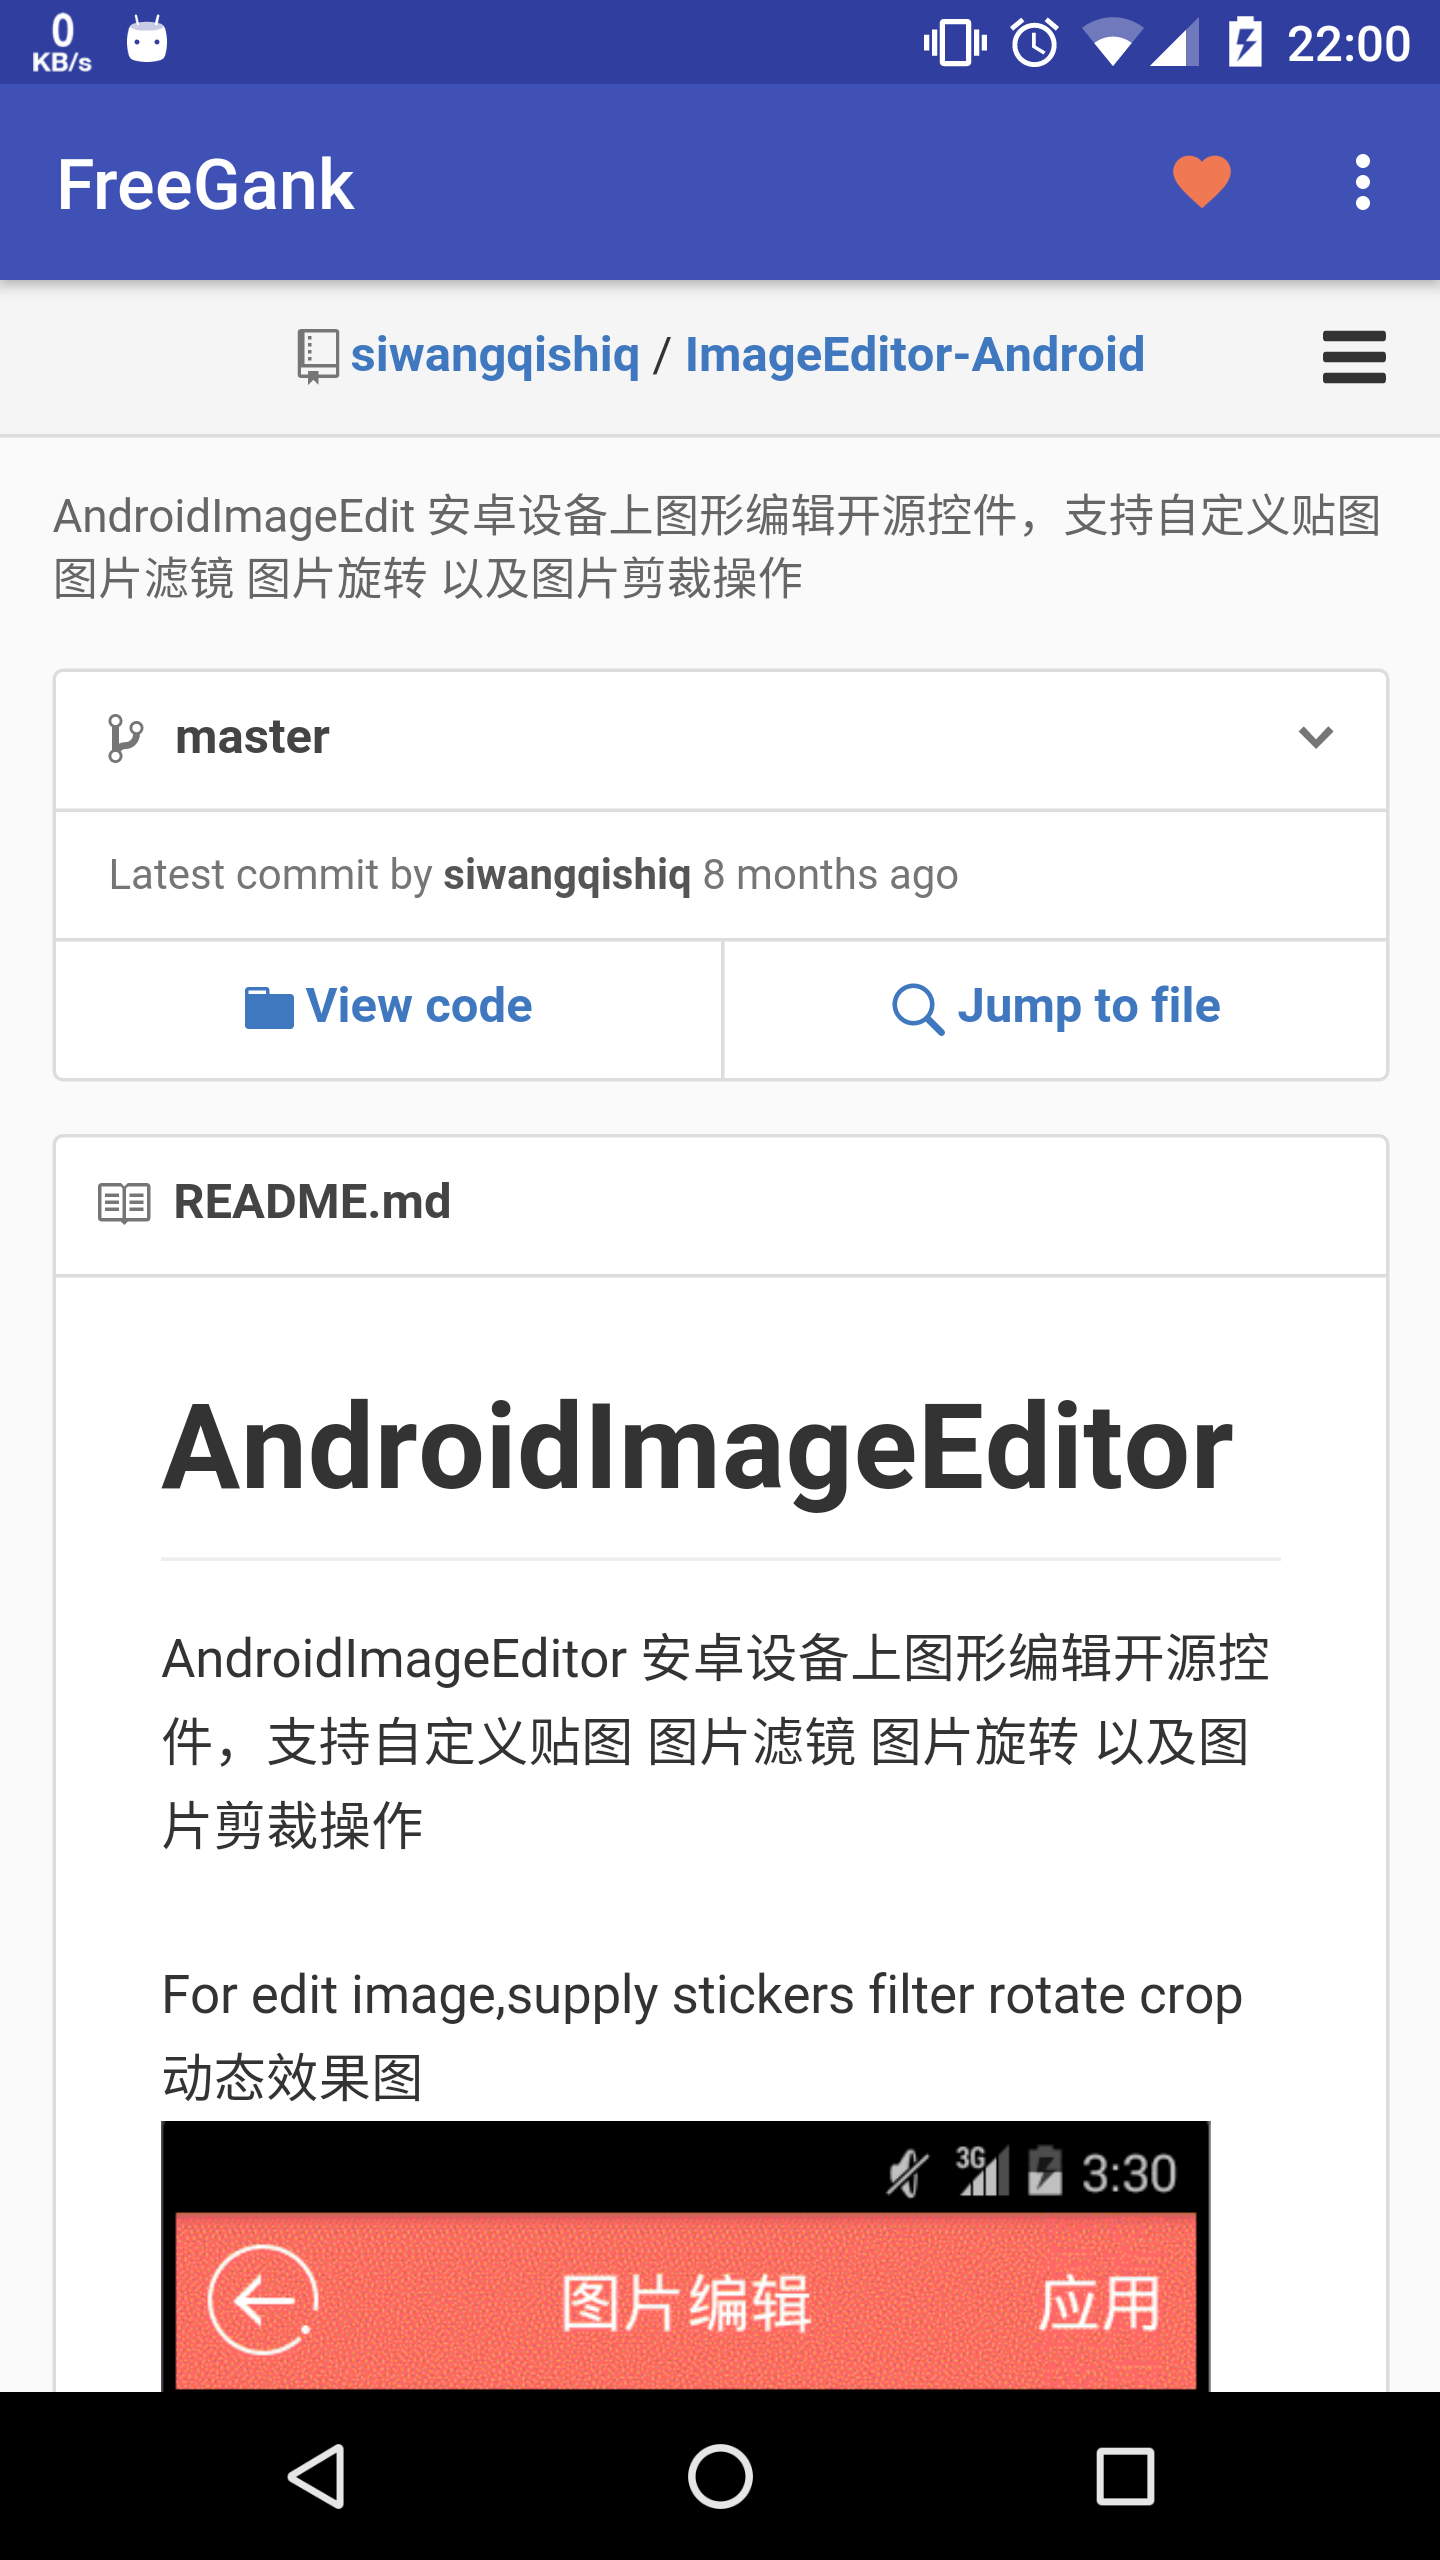 0
KB/s
22:00
FreeGank
siwangqishiq / ImageEditor-Android
AndroidImageEdit 安卓设备上图形编辑开源控件，支持自定义贴图
图片滤镜 图片旋转 以及图片剪裁操作
master
Latest commit by siwangqishiq 8 months ago
View code
Jump to file
README.md
AndroidImageEditor
AndroidImageEditor 安卓设备上图形编辑开源控
件，支持自定义贴图 图片滤镜 图片旋转 以及图
片剪裁操作
For edit image,supply stickers filter rotate crop
动态效果图
3G 3:30
图片编辑 应用